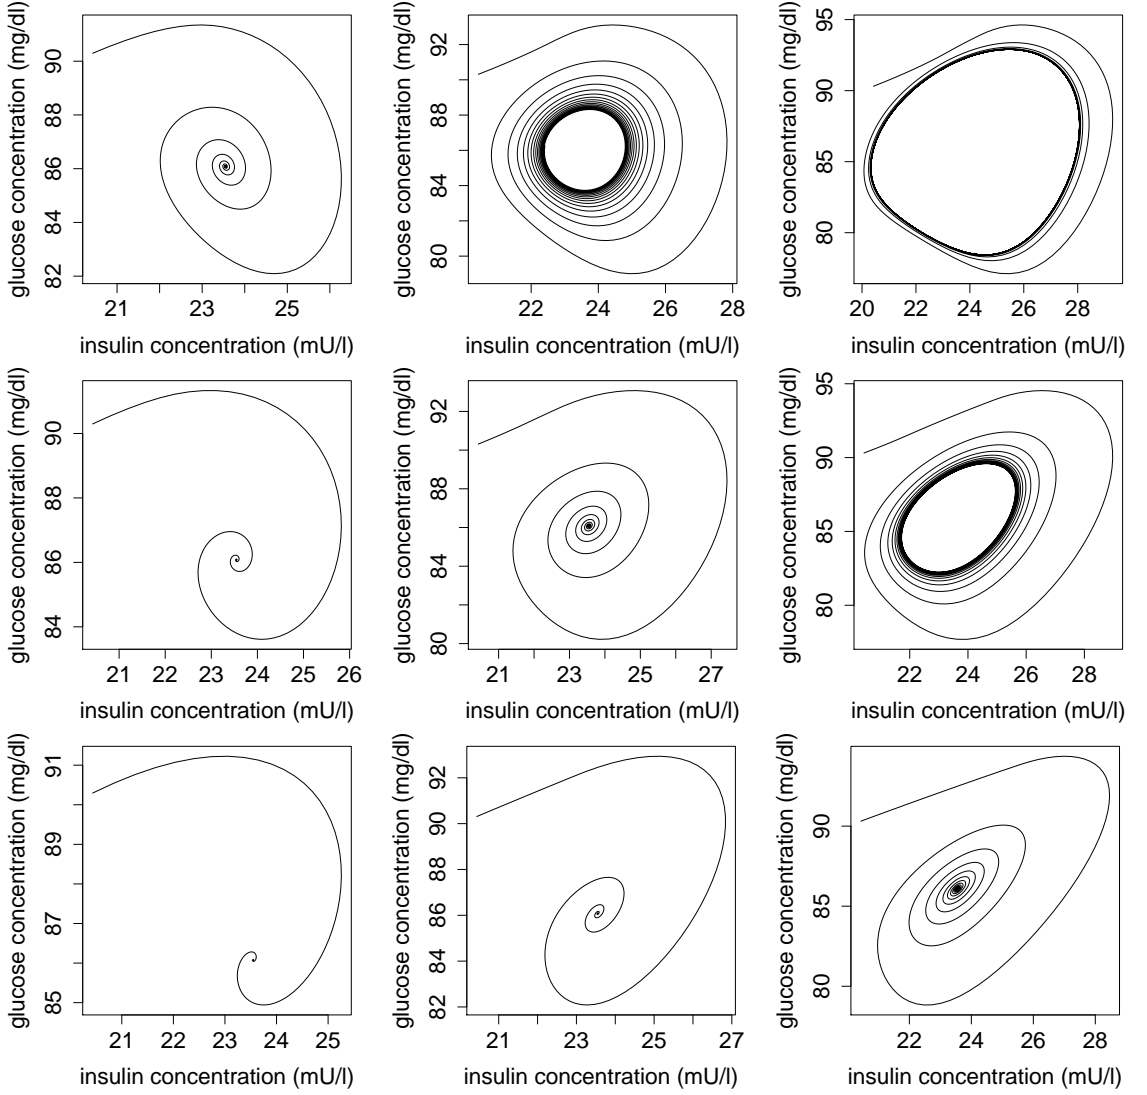 glucose concentration (mg/dl)
82 84 86 88 90
21 23 25
insulin concentration (mU/l)
glucose concentration (mg/dl)
80 84 88 92
22 24 26 28
insulin concentration (mU/l)
glucose concentration (mg/dl)
80 85 90 95
20 22 24 26 28
insulin concentration (mU/l)
glucose concentration (mg/dl)
84 86 88 90
21 22 23 24 25 26
insulin concentration (mU/l)
glucose concentration (mg/dl)
80 84 88 92
21 23 25 27
insulin concentration (mU/l)
glucose concentration (mg/dl)
80 85 90 95
22 24 26 28
insulin concentration (mU/l)
glucose concentration (mg/dl)
85 87 89 91
21 22 23 24 25
insulin concentration (mU/l)
glucose concentration (mg/dl)
82 84 86 88 90 92
21 23 25 27
insulin concentration (mU/l)
glucose concentration (mg/dl)
80 85 90
22 24 26 28
insulin concentration (mU/l)